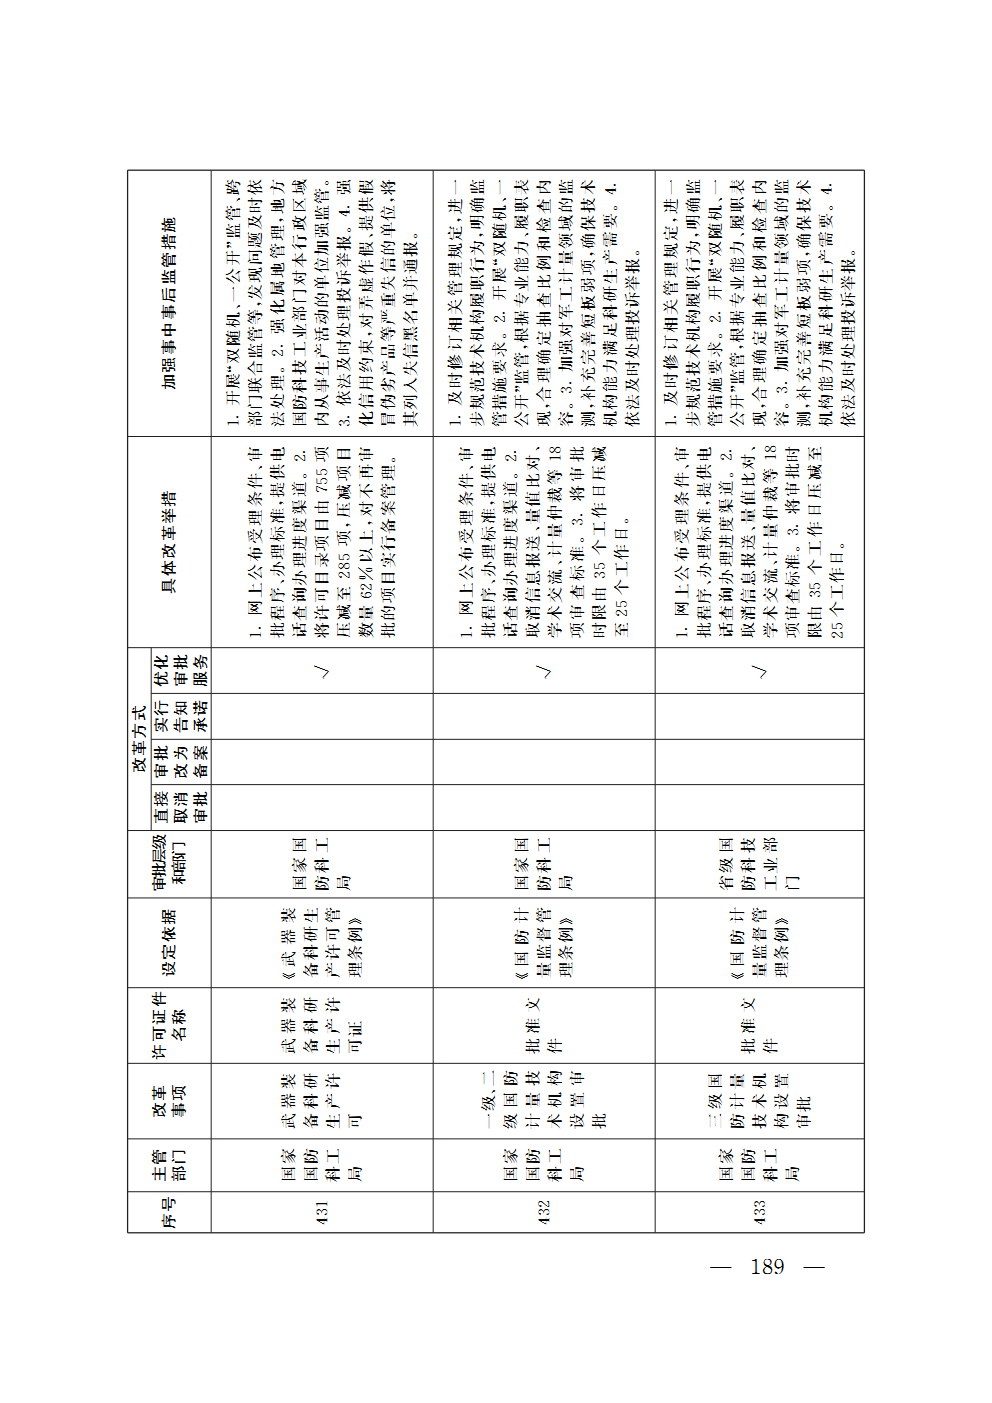 序号
主管
部门
改革
事项
许可证件
名称
设定依据
审批层级
和部门
改革方式
直接
取消
审批
审批
改为
备案
实行
告知
承诺
优化
审批
服务
具体改革举措
加强事中事后监管措施
431
国家
国防
科工
局
武器装
备科研
生产许
可
武器装
备科研
生产许
可证
《武器装
备科研生
产许可管
理条例》
国家国
防科工
局
√
1. 网上公布受理条件、审
批程序、办理标准,提供电
话查询办理进度渠道。2.
将许可目录项目由 755 项
压减至 285 项,压减项目
数量 62%以上,对不再审
批的项目实行备案管理。
1. 开展“双随机、一公开”监管、跨
部门联合监管等,发现问题及时依
法处理。2. 强化属地管理,地方
国防科技工业部门对本行政区域
内从事生产活动的单位加强监管。
3. 依法及时处理投诉举报。4. 强
化信用约束,对弄虚作假、提供假
冒伪劣产品等严重失信的单位,将
其列入失信黑名单并通报。
432
国家
国防
科工
局
一级、二
级国防
计量技
术机构
设置审
批
批准文
件
《国防计
量监督管
理条例》
国家国
防科工
局
√
1. 网上公布受理条件、审
批程序、办理标准,提供电
话查询办理进度渠道。2.
取消信息报送、量值比对、
学术交流、计量仲裁等 18
项审查标准。3. 将审批
时限由 35 个工作日压减
至 25 个工作日。
1. 及时修订相关管理规定,进一
步规范技术机构履职行为,明确监
管措施要求。2. 开展“双随机、一
公开”监管,根据专业能力、履职表
现,合理确定抽查比例和检查内
容。3. 加强对军工计量领域的监
测,补充完善短板弱项,确保技术
机构能力满足科研生产需要。4.
依法及时处理投诉举报。
433
国家
国防
科工
局
三级国
防计量
技术机
构设置
审批
批准文
件
《国防计
量监督管
理条例》
省级国
防科技
工业部
门
√
1. 网上公布受理条件、审
批程序、办理标准,提供电
话查询办理进度渠道。2.
取消信息报送、量值比对、
学术交流、计量仲裁等 18
项审查标准。3. 将审批时
限由 35 个工作日压减至
25 个工作日。
1. 及时修订相关管理规定,进一
步规范技术机构履职行为,明确监
管措施要求。2. 开展“双随机、一
公开”监管,根据专业能力、履职表
现,合理确定抽查比例和检查内
容。3. 加强对军工计量领域的监
测,补充完善短板弱项,确保技术
机构能力满足科研生产需要。4.
依法及时处理投诉举报。
— 189 —